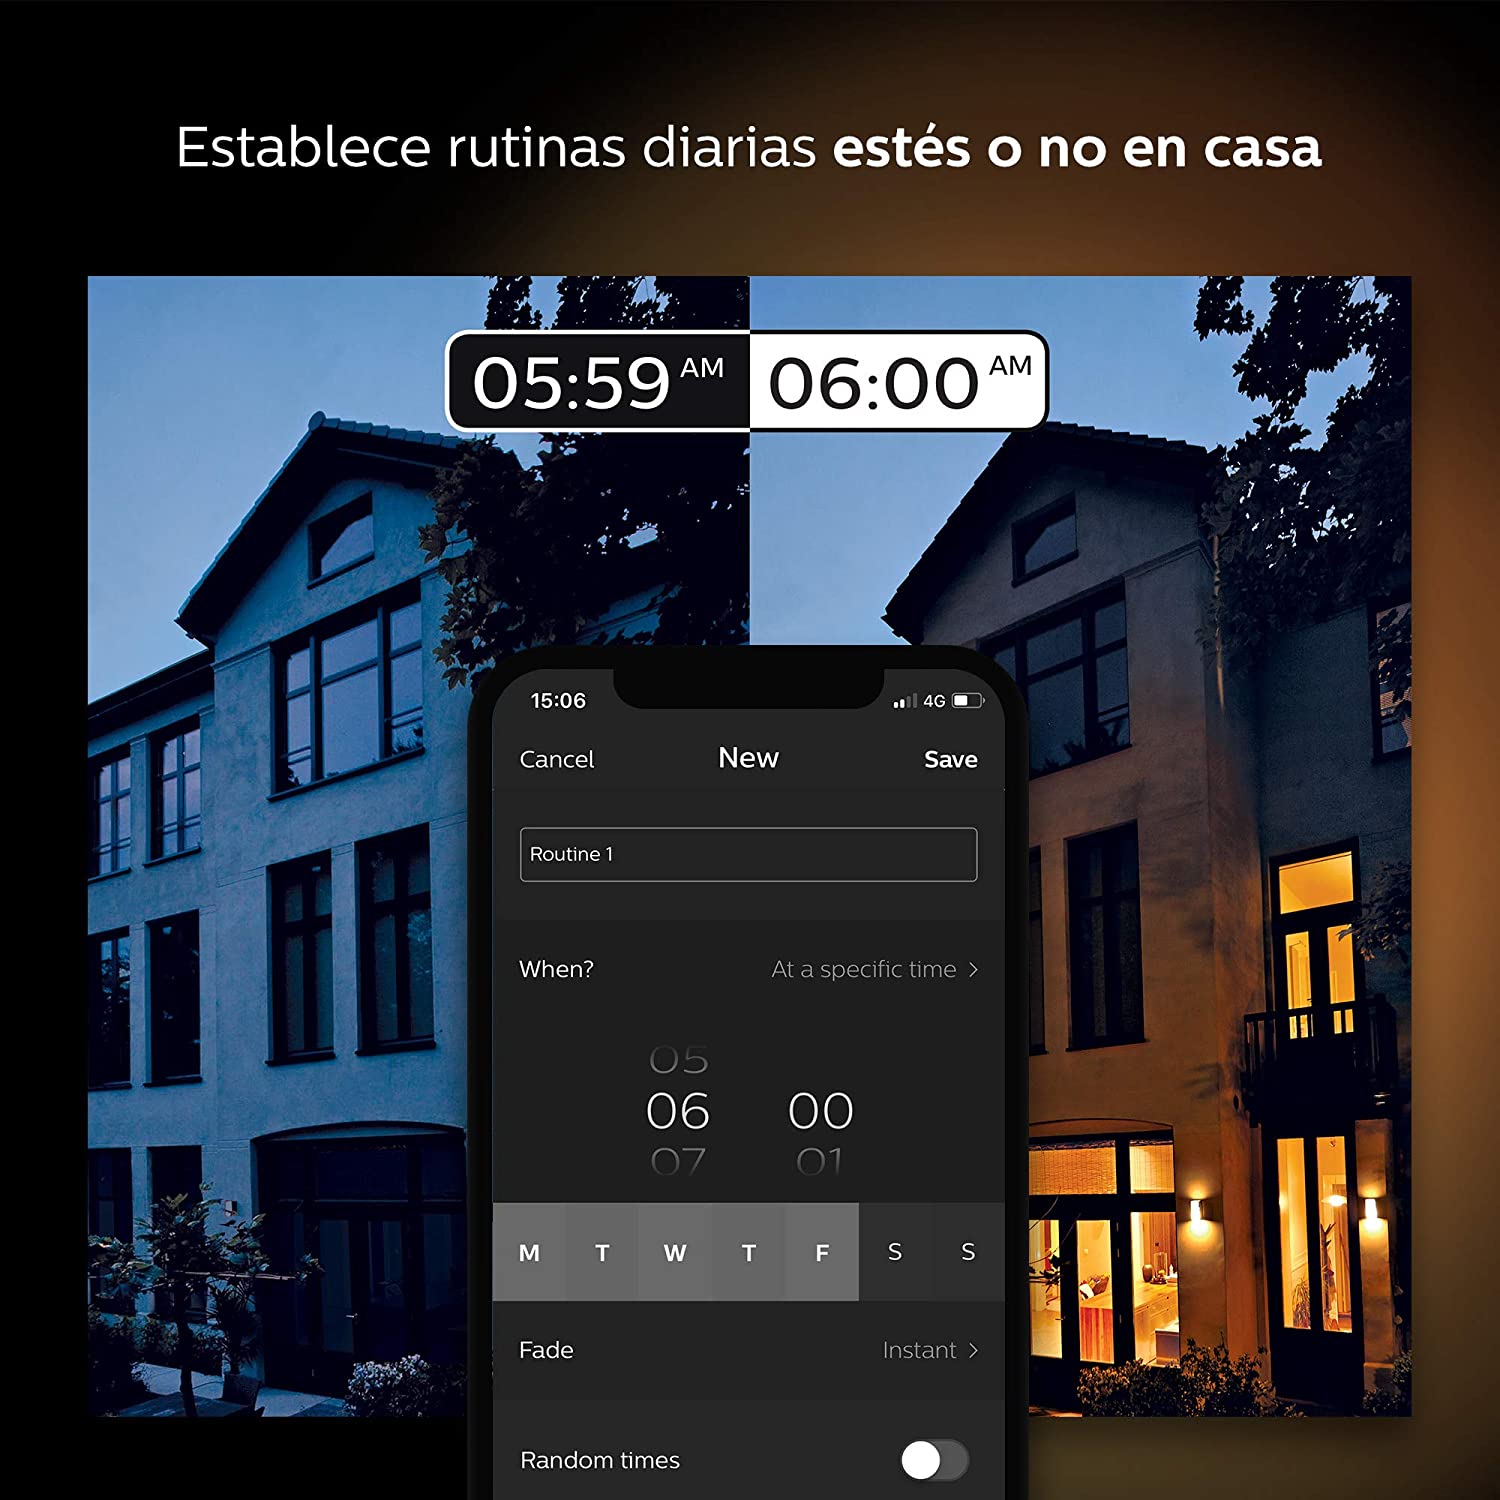 Establece rutinas diarias estés o no en casa
05:59 AM 06:00 AM
15:06 4G
Cancel New Save
Routine 1
When? At a specific time >
05
06 00
07 01
M T W T F S S
Fade Instant >
Random times